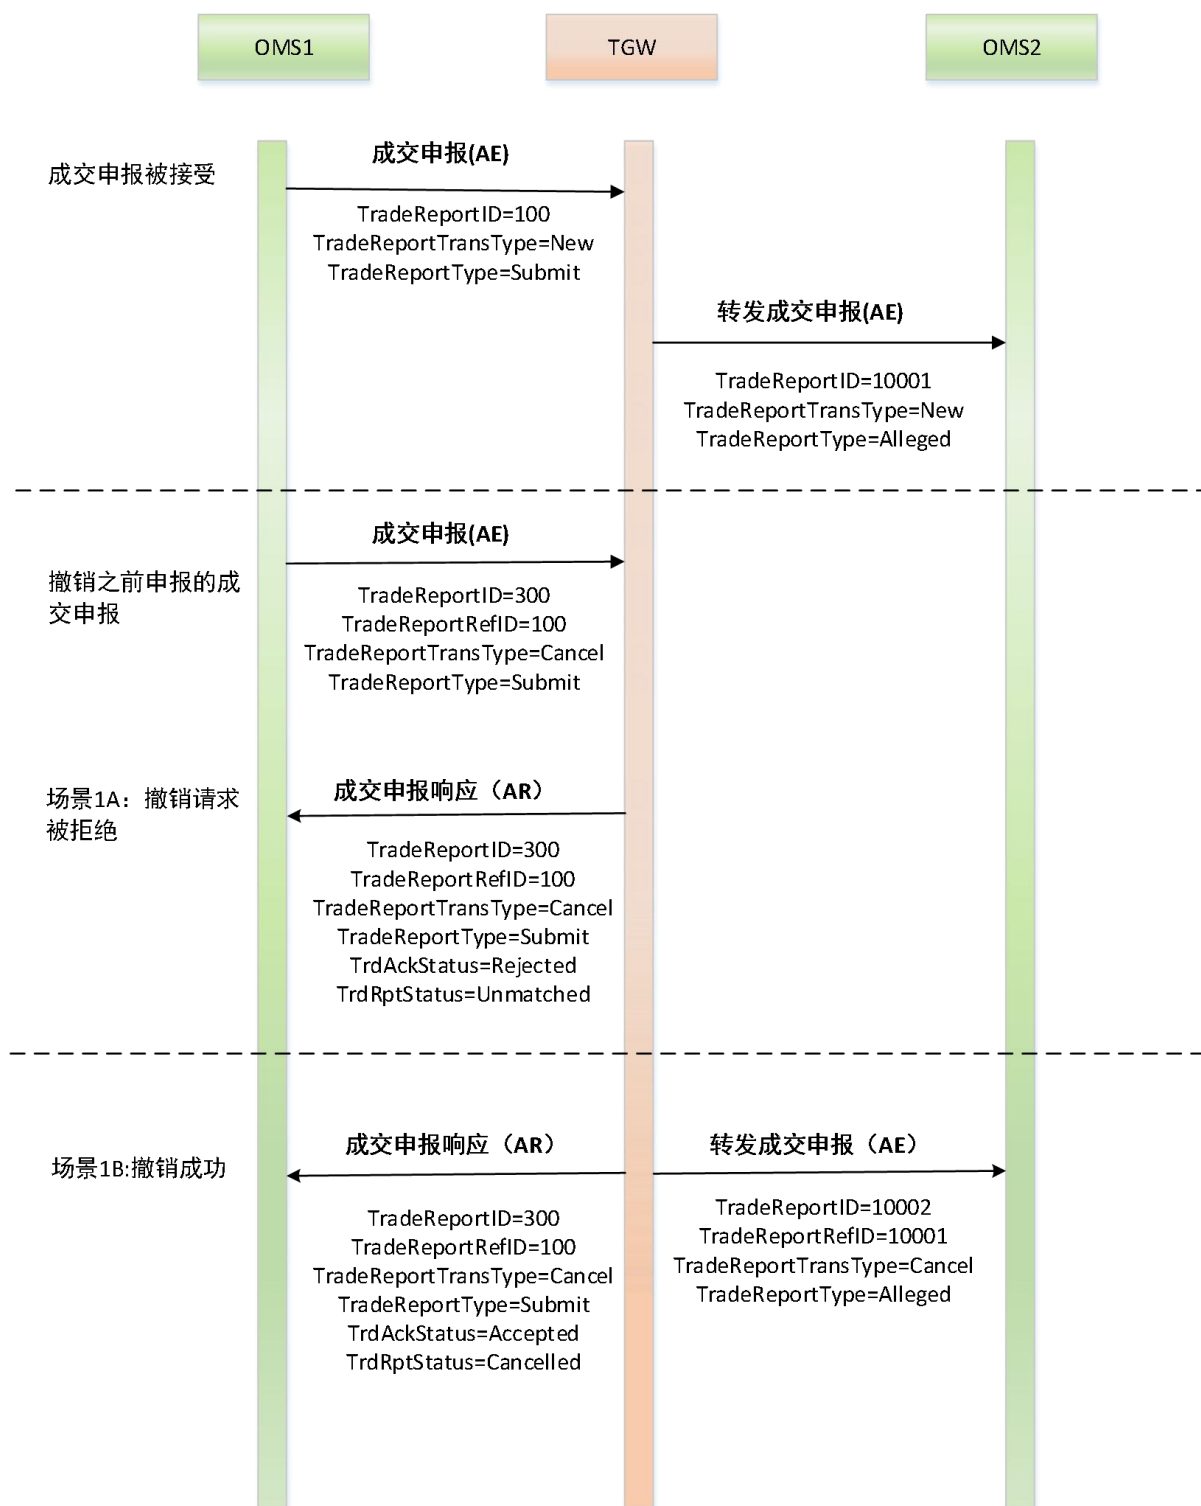 OMS1
TGW
OMS2
成交申报被接受
成交申报(AE)
TradeReportID=100
TradeReportTransType=New
TradeReportType=Submit
转发成交申报(AE)
TradeReportID=10001
TradeReportTransType=New
TradeReportType=Alleged
撤销之前申报的成
交申报
成交申报(AE)
TradeReportID=300
TradeReportRefID=100
TradeReportTransType=Cancel
TradeReportType=Submit
场景1A：撤销请求
被拒绝
成交申报响应（AR）
TradeReportID=300
TradeReportRefID=100
TradeReportTransType=Cancel
TradeReportType=Submit
TrdAckStatus=Rejected
TrdRptStatus=Unmatched
场景1B:撤销成功
成交申报响应（AR）
TradeReportID=300
TradeReportRefID=100
TradeReportTransType=Cancel
TradeReportType=Submit
TrdAckStatus=Accepted
TrdRptStatus=Cancelled
转发成交申报（AE）
TradeReportID=10002
TradeReportRefID=10001
TradeReportTransType=Cancel
TradeReportType=Alleged